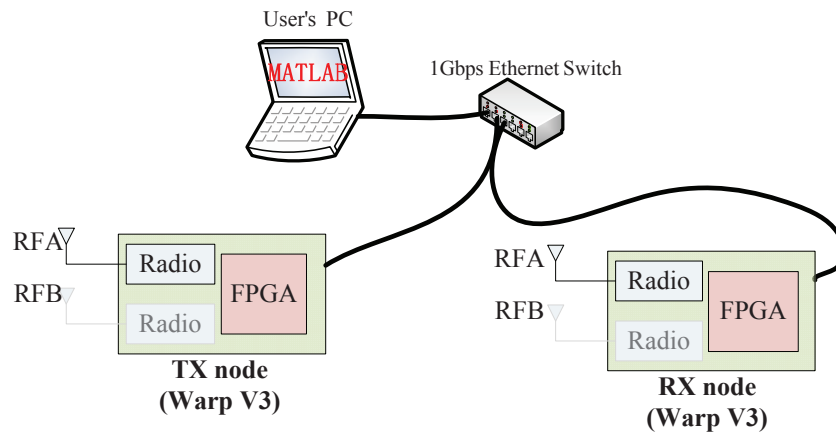 User's PC
MATLAB
1Gbps Ethernet Switch
RFA
Radio
RFB
Radio
FPGA
TX node
(Warp V3)
RFA
Radio
RFB
Radio
FPGA
RX node
(Warp V3)